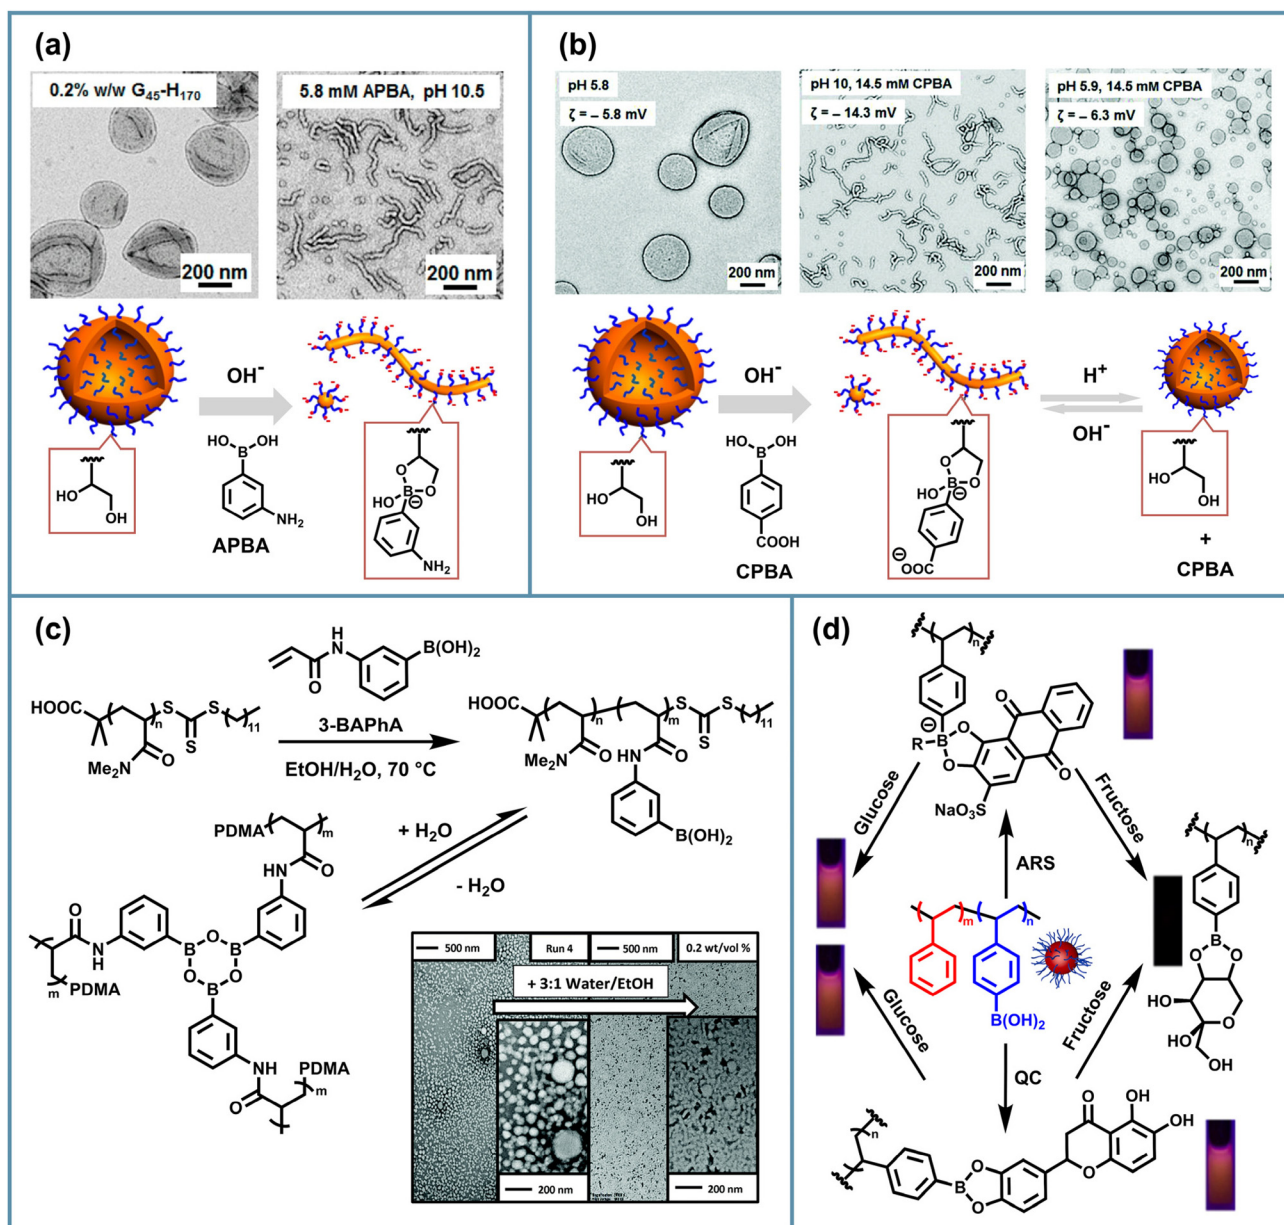 (a)
0.2% w/w G₄₅-H₁₇₀
5.8 mM APBA, pH 10.5
200 nm
200 nm
OH⁻
HO
OH
B
NH₂
APBA
HO
OH
O
B
O
HO
⊖
NH₂
(b)
pH 5.8
ζ = – 5.8 mV
pH 10, 14.5 mM CPBA
ζ = – 14.3 mV
pH 5.9, 14.5 mM CPBA
ζ = – 6.3 mV
200 nm
200 nm
200 nm
OH⁻
H⁺
OH⁻
HO
OH
B
COOH
CPBA
HO
OH
O
B
O
HO
⊖
⊖
OOC
HO
OH
+
CPBA
(c)
H
N
O
B(OH)₂
3-BAPhA
EtOH/H₂O, 70 °C
HOOC
n
S
S
S
11
O
Me₂N
HOOC
n
m
S
S
S
11
O
O
Me₂N
HN
B(OH)₂
+ H₂O
- H₂O
PDMA
m
O
HN
O
H
N
m
PDMA
B
O
B
O
O
B
NH
O
PDMA
m
500 nm
Run 4
500 nm
0.2 wt/vol %
+ 3:1 Water/EtOH
200 nm
200 nm
(d)
n
⊖
R
B
O
O
O
O
NaO₃S
Glucose
Fructose
ARS
m
n
B(OH)₂
n
B
O
O
HO
O
HO
HO
OH
Glucose
Fructose
QC
n
B
O
O
O
O
OH
OH